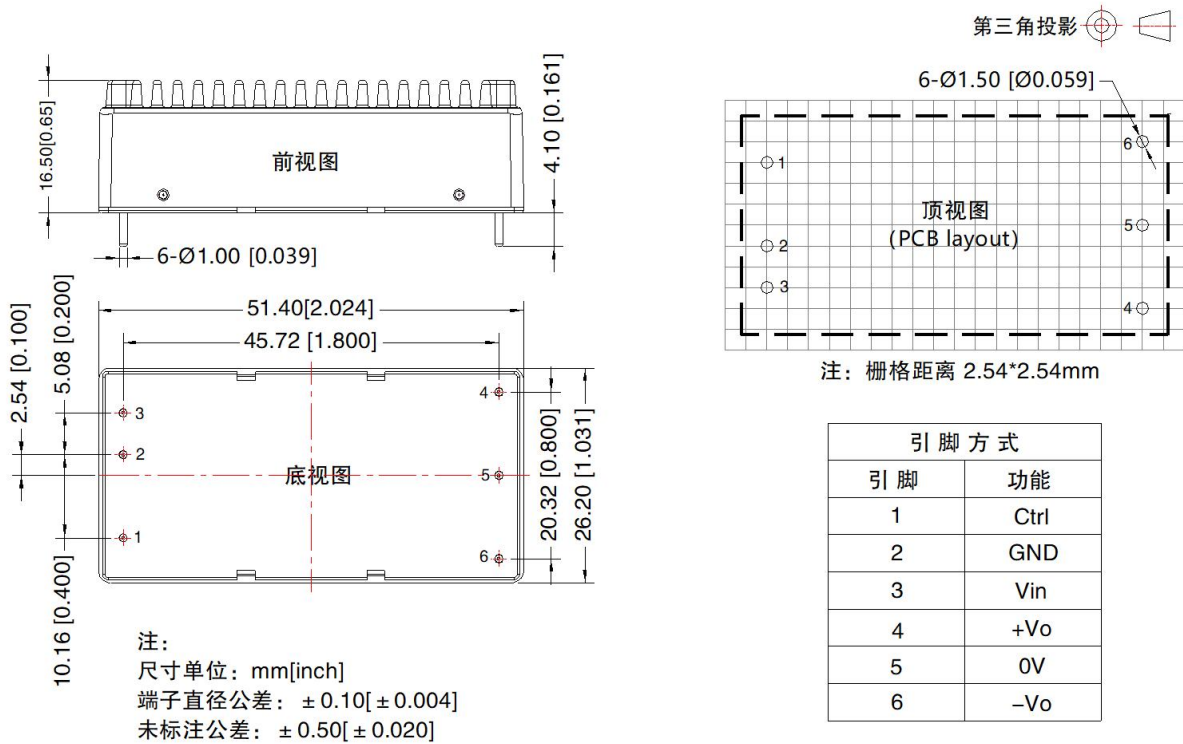 第三角投影
6-Ø1.50 [Ø0.059]
16.50[0.65]
4.10 [0.161]
前视图
6-Ø1.00 [0.039]
1
2
3
4
5
6
顶视图
(PCB layout)
注：栅格距离 2.54*2.54mm
51.40[2.024]
45.72 [1.800]
2.54 [0.100]
5.08 [0.200]
10.16 [0.400]
20.32 [0.800]
26.20 [1.031]
3
2
1
4
5
6
底视图
注：
尺寸单位：mm[inch]
端子直径公差：±0.10[±0.004]
未标注公差：±0.50[±0.020]
引脚方式
引脚 功能
1 Ctrl
2 GND
3 Vin
4 +Vo
5 0V
6 −Vo